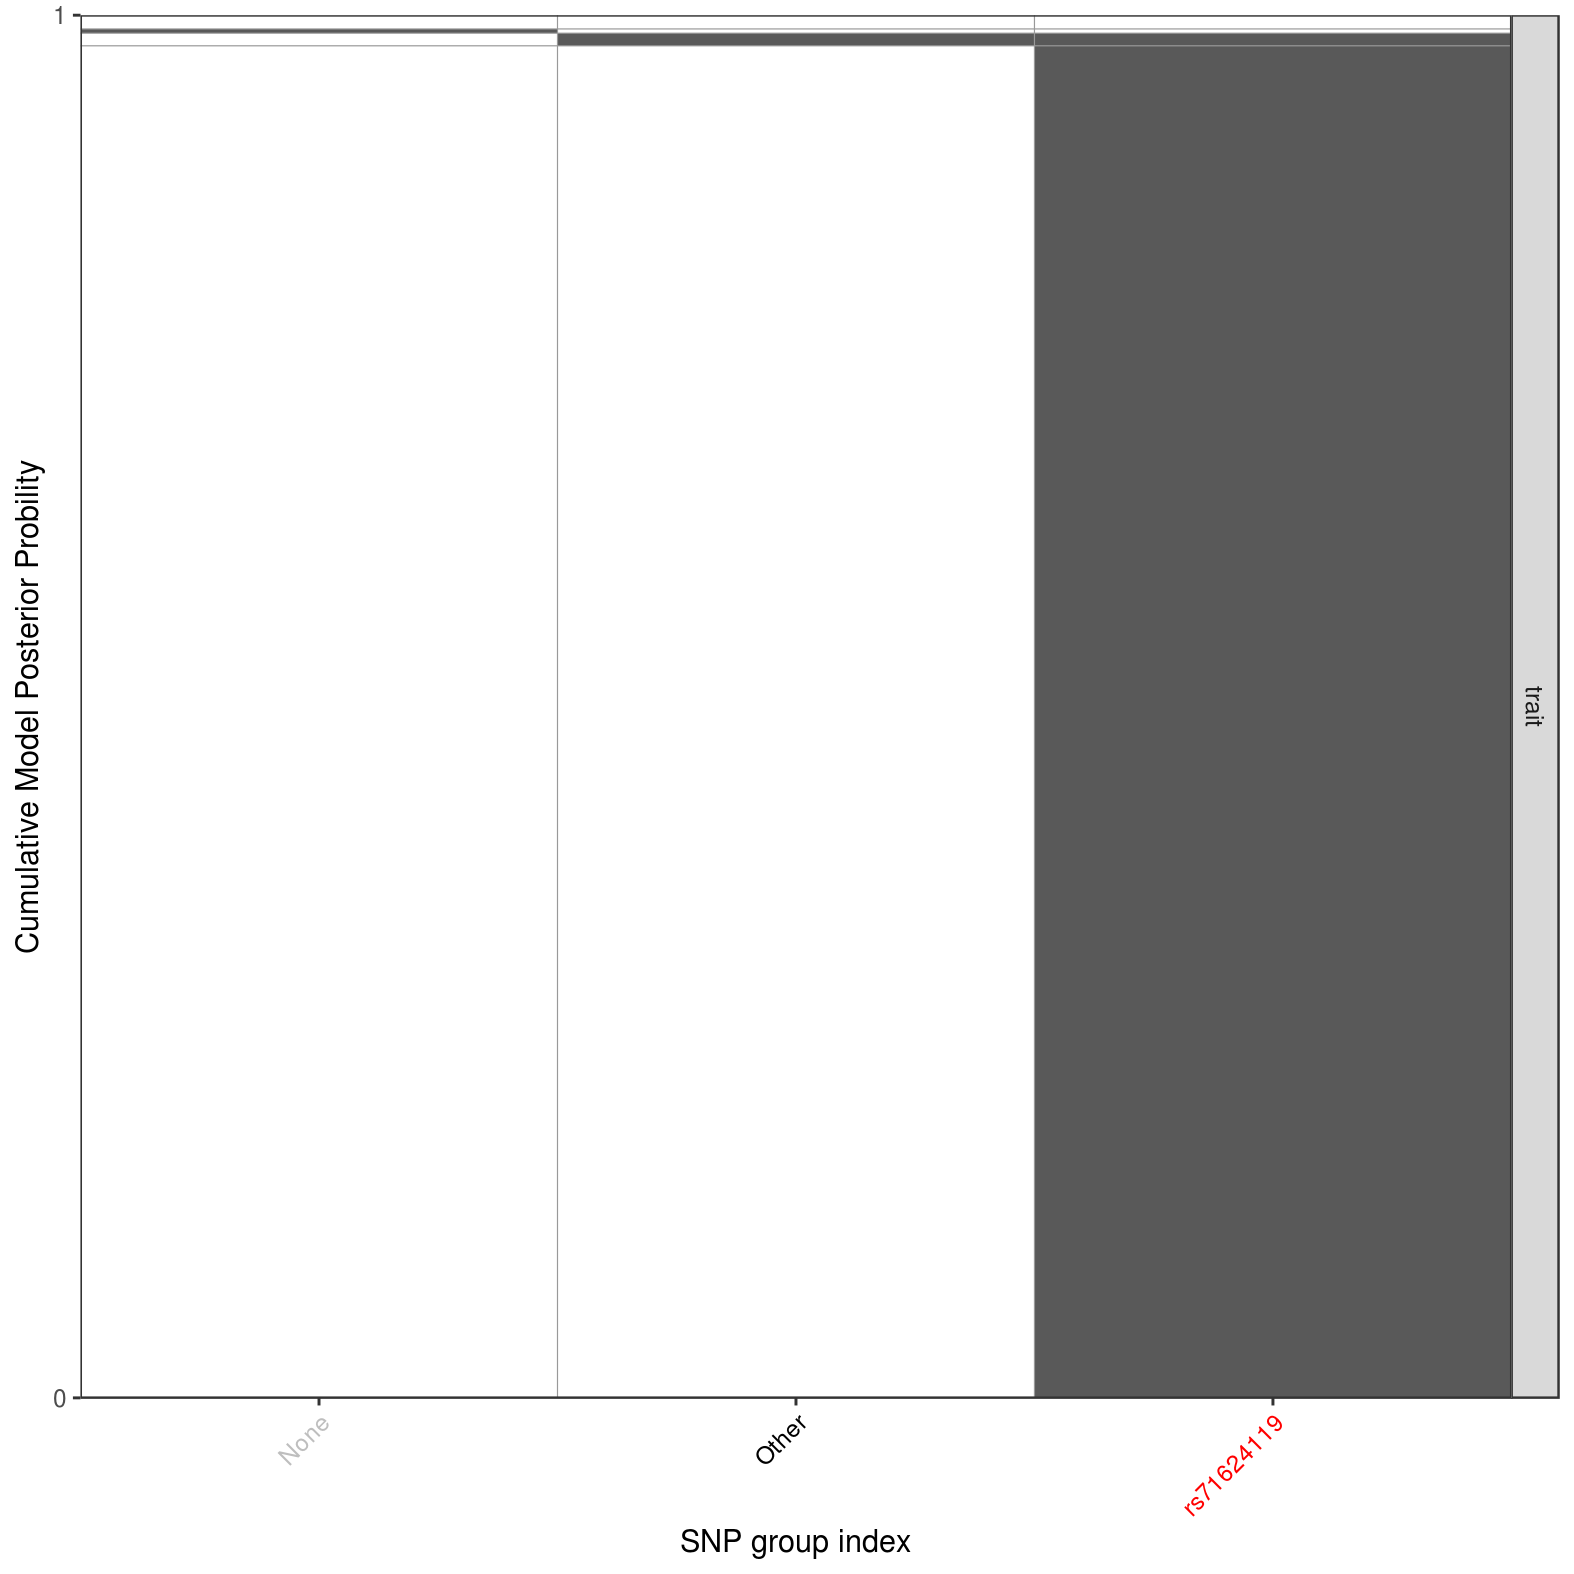 1
0
Cumulative Model Posterior Probility
trait
None
Other
rs71624119
SNP group index